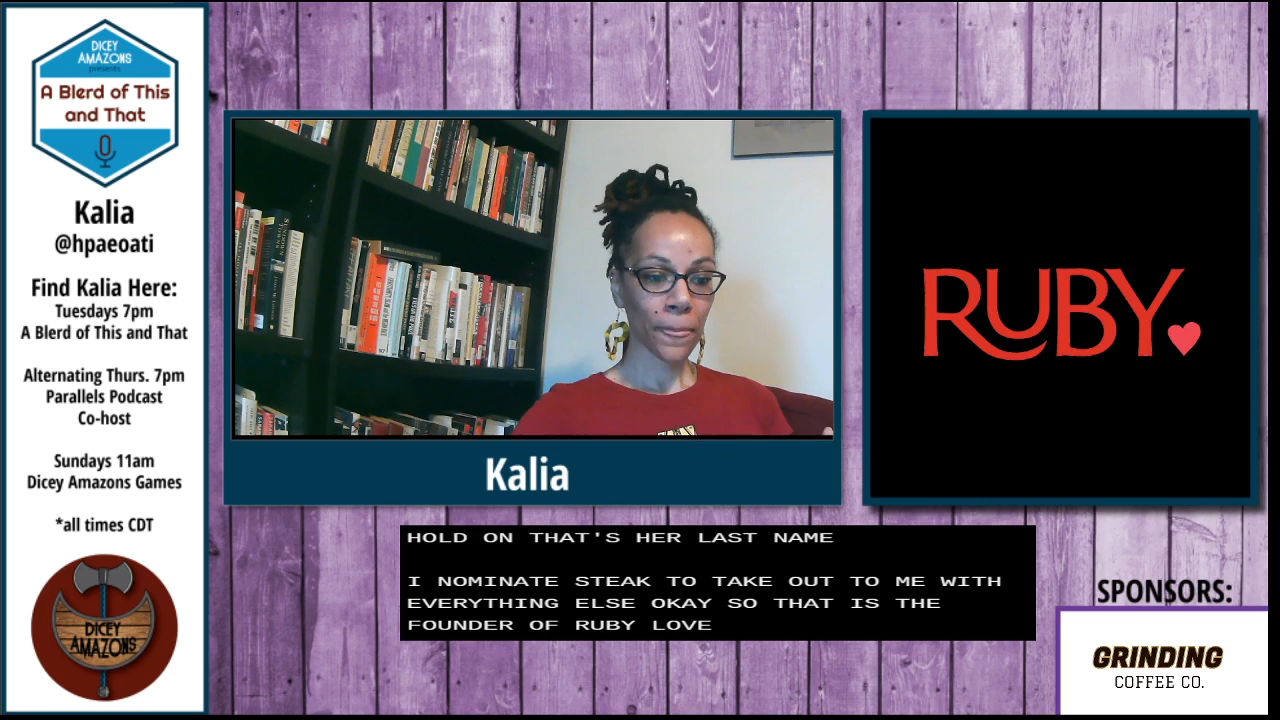 DICEY
AMAZONS
presents
A Blerd of This
and That
Kalia
@hpaeoati
Find Kalia Here:
Tuesdays 7pm
A Blerd of This and That
Alternating Thurs. 7pm
Parallels Podcast
Co-host
Sundays 11am
Dicey Amazons Games
*all times CDT
DICEY
AMAZONS
Kalia
RUBY
HOLD ON THAT'S HER LAST NAME
I NOMINATE STEAK TO TAKE OUT TO ME WITH
EVERYTHING ELSE OKAY SO THAT IS THE
FOUNDER OF RUBY LOVE
SPONSORS:
GRINDING
COFFEE CO.